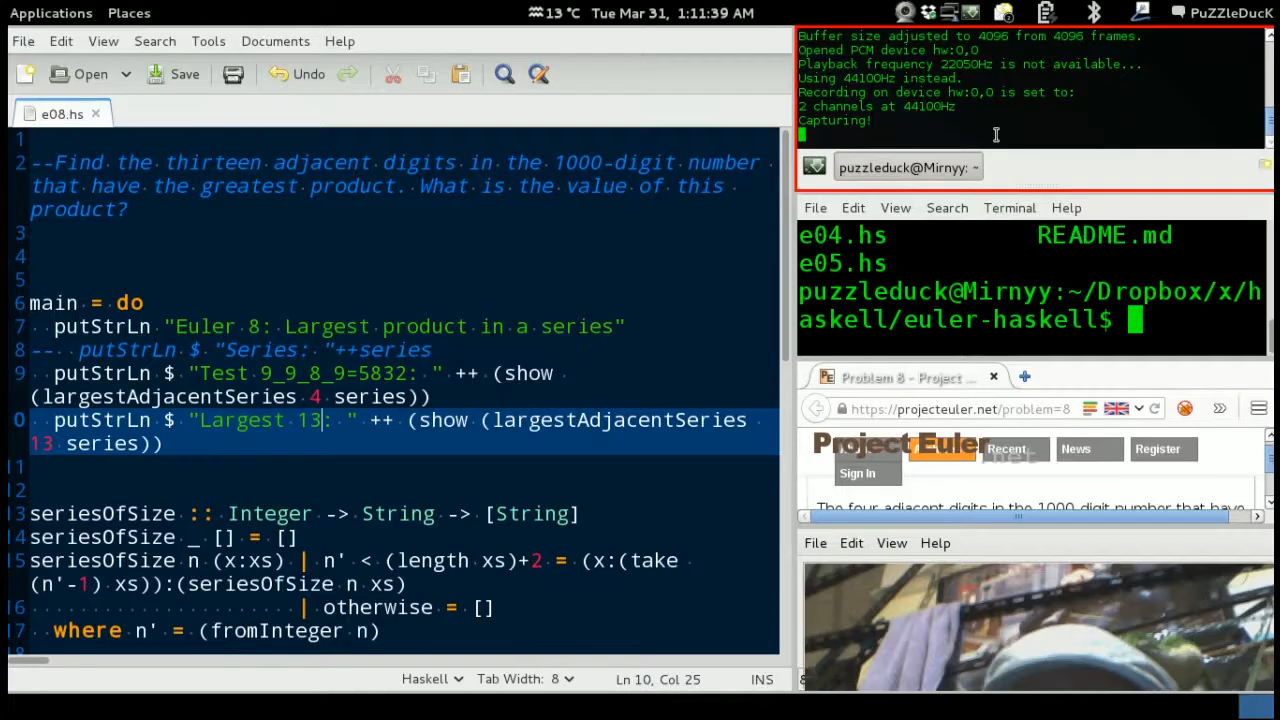 Applications Places 13 °C Tue Mar 31, 1:11:39 AM PuZZleDucK
File Edit View Search Tools Documents Help
Open Save Undo
e08.hs ×
1
2 --Find the thirteen adjacent digits in the 1000-digit number
that have the greatest product. What is the value of this
product?
3
4
5
6 main = do
7 putStrLn "Euler 8: Largest product in a series"
8 -- putStrLn $ "Series: "++series
9 putStrLn $ "Test 9_9_8_9=5832: " ++ (show
(largestAdjacentSeries 4 series))
0 putStrLn $ "Largest 13: " ++ (show (largestAdjacentSeries
13 series))
11
12
13 seriesOfSize :: Integer -> String -> [String]
14 seriesOfSize _ [] = []
15 seriesOfSize n (x:xs) | n' < (length xs)+2 = (x:(take
(n'-1) xs)):(seriesOfSize n xs)
16 | otherwise = []
17 where n' = (fromInteger n)
Haskell Tab Width: 8 Ln 10, Col 25 INS
Buffer size adjusted to 4096 from 4096 frames.
Opened PCM device hw:0,0
Playback frequency 22050Hz is not available...
Using 44100Hz instead.
Recording on device hw:0,0 is set to:
2 channels at 44100Hz
Capturing!
puzzleduck@Mirnyy: ~
File Edit View Search Terminal Help
e04.hs README.md
e05.hs
puzzleduck@Mirnyy:~/Dropbox/x/h
askell/euler-haskell$
Problem 8 - Project ... ×
https://projecteuler.net/problem=8
Project Euler .net Recent News Register
Sign In
The four adjacent digits in the 1000-digit number that have
File Edit View Help